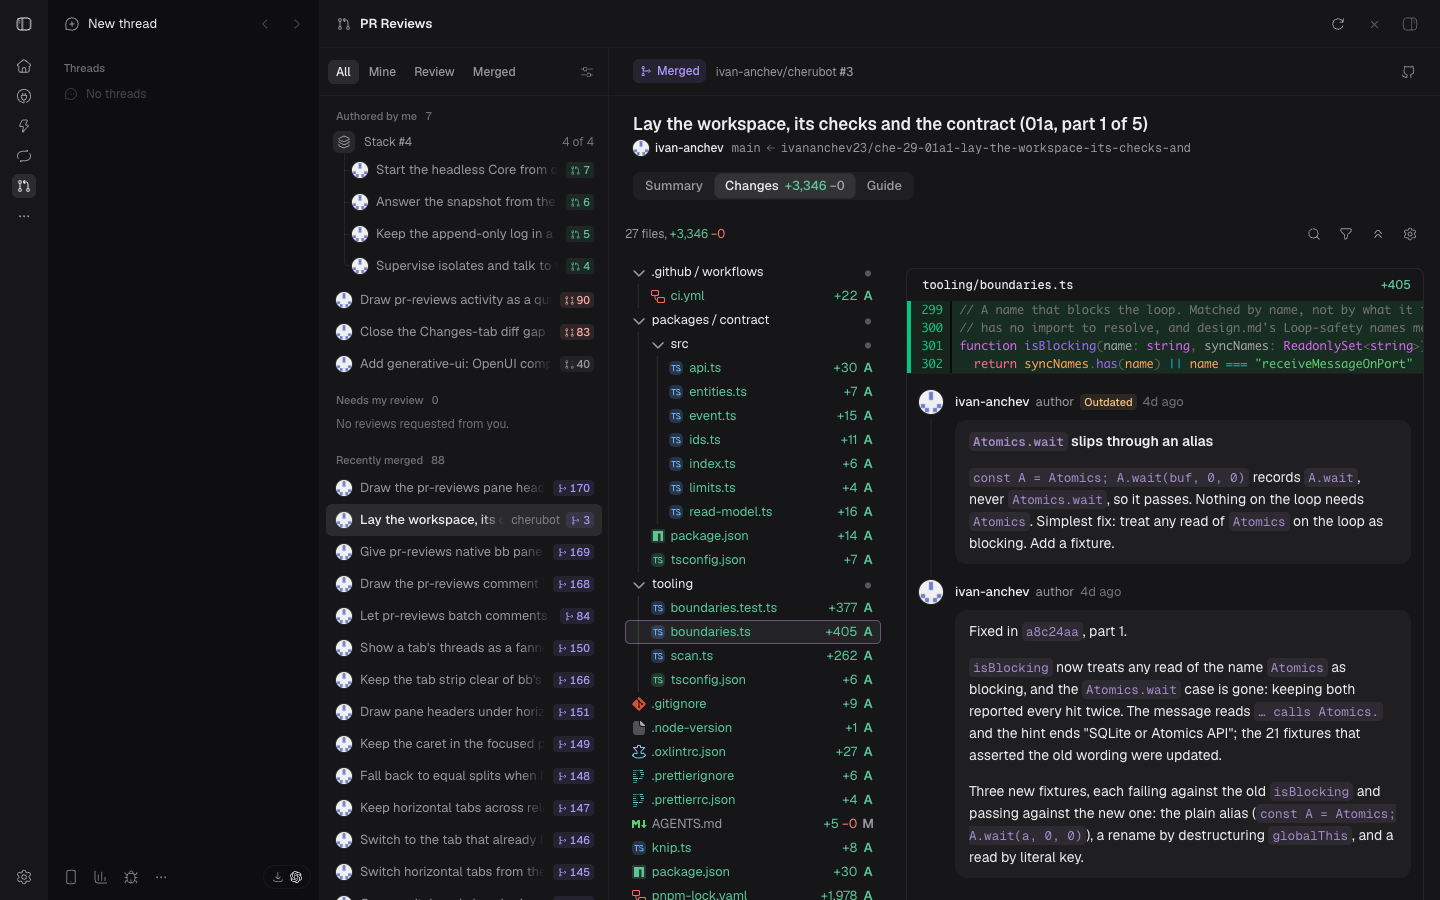 New thread
Threads
No threads
PR Reviews
All Mine Review Merged
Authored by me 7
Stack #4 4 of 4
Start the headless Core from 7
Answer the snapshot from the 6
Keep the append-only log in a 5
Supervise isolates and talk to 4
Draw pr-reviews activity as a qu 90
Close the Changes-tab diff gap 83
Add generative-ui: OpenUI comp 40
Needs my review 0
No reviews requested from you.
Recently merged 88
Draw the pr-reviews pane head 170
Lay the workspace, its cherubot 3
Give pr-reviews native bb pane 169
Draw the pr-reviews comment 168
Let pr-reviews batch comments 84
Show a tab's threads as a fann 150
Keep the tab strip clear of bb's 166
Draw pane headers under horiz 151
Keep the caret in the focused p 149
Fall back to equal splits when 148
Keep horizontal tabs across rel 147
Switch to the tab that already 146
Switch horizontal tabs from the 145
Merged ivan-anchev/cherubot #3
Lay the workspace, its checks and the contract (01a, part 1 of 5)
ivan-anchev main ← ivananchev23/che-29-01a1-lay-the-workspace-its-checks-and
Summary Changes +3,346 −0 Guide
27 files, +3,346 −0
.github / workflows
ci.yml +22 A
packages / contract
src
TS api.ts +30 A
TS entities.ts +7 A
TS event.ts +15 A
TS ids.ts +11 A
TS index.ts +6 A
TS limits.ts +4 A
TS read-model.ts +16 A
package.json +14 A
TS tsconfig.json +7 A
tooling
TS boundaries.test.ts +377 A
TS boundaries.ts +405 A
TS scan.ts +262 A
TS tsconfig.json +6 A
.gitignore +9 A
.node-version +1 A
.oxlintrc.json +27 A
.prettierignore +6 A
.prettierrc.json +4 A
AGENTS.md +5 −0 M
knip.ts +8 A
package.json +30 A
pnpm-lock.yaml +1,978 A
tooling/boundaries.ts +405
299 // A name that blocks the loop. Matched by name, not by what it
300 // has no import to resolve, and design.md's Loop-safety names me
301 function isBlocking(name: string, syncNames: ReadonlySet<string>)
302 return syncNames.has(name) || name === "receiveMessageOnPort"
ivan-anchev author Outdated 4d ago
Atomics.wait slips through an alias
const A = Atomics; A.wait(buf, 0, 0) records A.wait,
never Atomics.wait, so it passes. Nothing on the loop needs
Atomics. Simplest fix: treat any read of Atomics on the loop as
blocking. Add a fixture.
ivan-anchev author 4d ago
Fixed in a8c24aa, part 1.
isBlocking now treats any read of the name Atomics as
blocking, and the Atomics.wait case is gone: keeping both
reported every hit twice. The message reads … calls Atomics.
and the hint ends "SQLite or Atomics API"; the 21 fixtures that
asserted the old wording were updated.
Three new fixtures, each failing against the old isBlocking and
passing against the new one: the plain alias (const A = Atomics;
A.wait(a, 0, 0)), a rename by destructuring globalThis, and a
read by literal key.